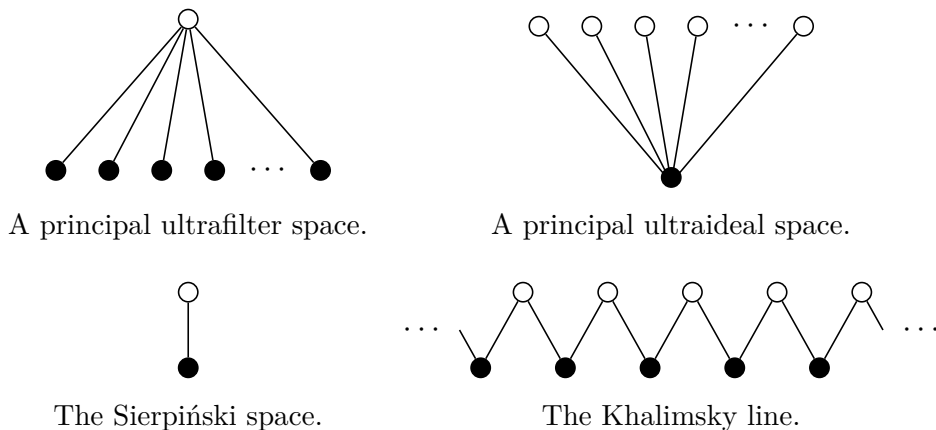 A principal ultrafilter space.
A principal ultraideal space.
The Sierpiński space.
The Khalimsky line.